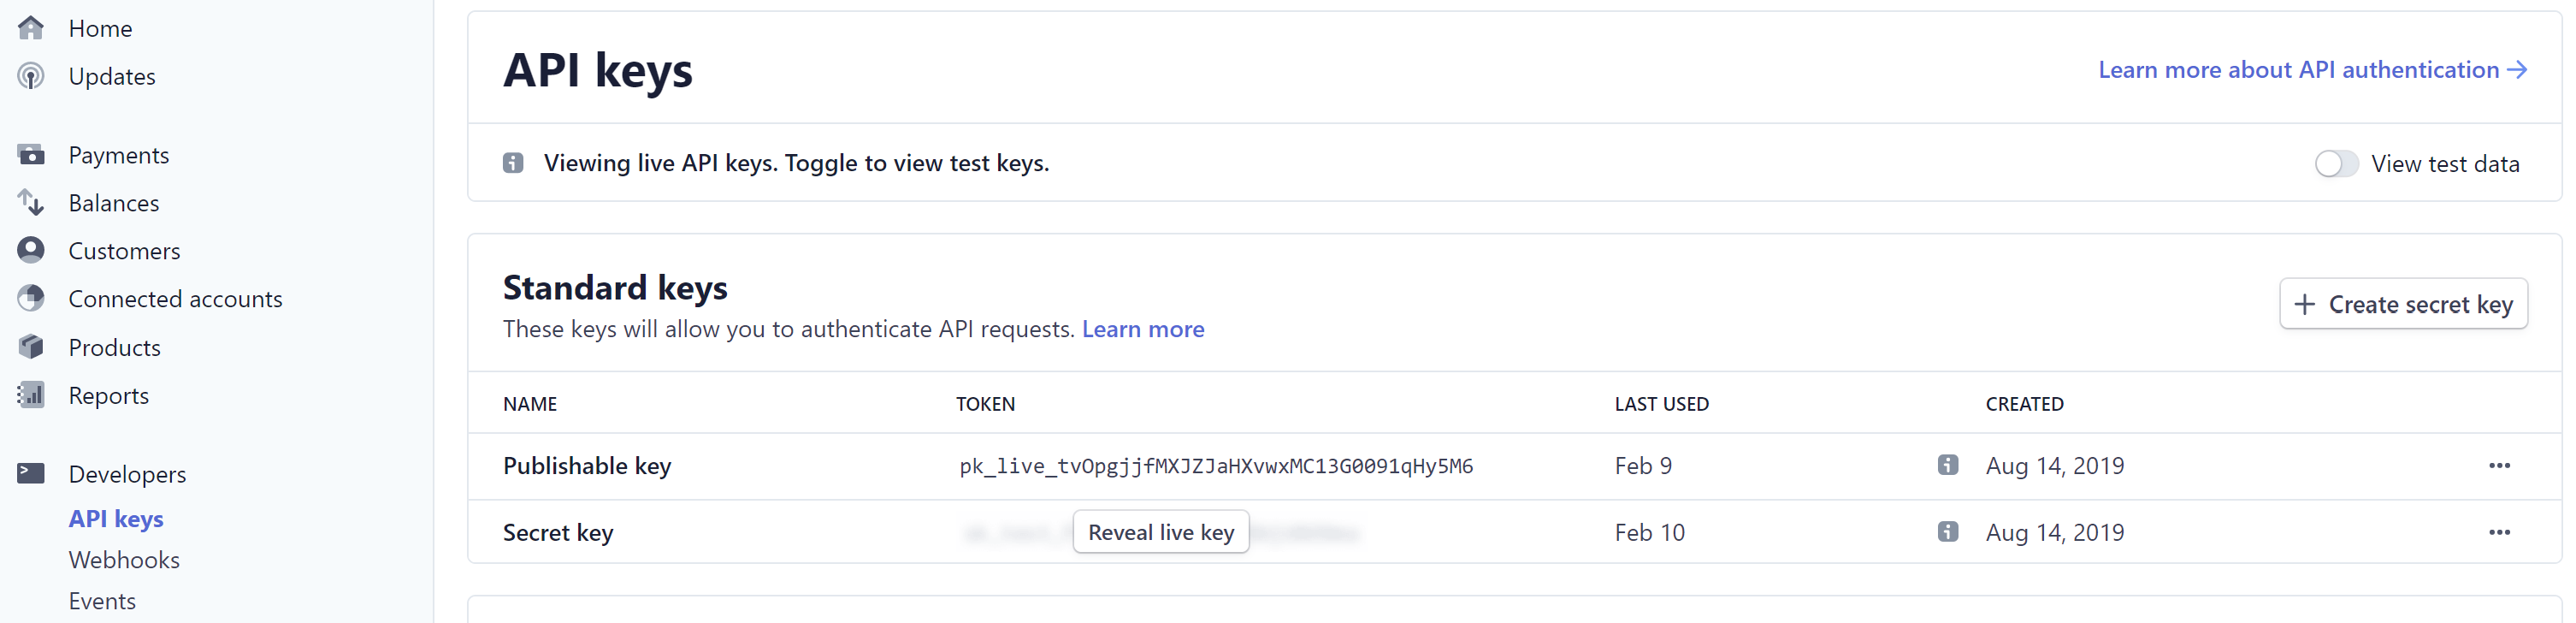 Home
Updates
Payments
Balances
Customers
Connected accounts
Products
Reports
Developers
API keys
Webhooks
Events
API keys
Learn more about API authentication
Viewing live API keys. Toggle to view test keys.
View test data
Standard keys
These keys will allow you to authenticate API requests. Learn more
Create secret key
NAME TOKEN LAST USED CREATED
Publishable key pk_live_tvOpgjjfMXJZJaHXvwxMC13G0091qHy5M6 Feb 9 Aug 14, 2019
Secret key Reveal live key Feb 10 Aug 14, 2019